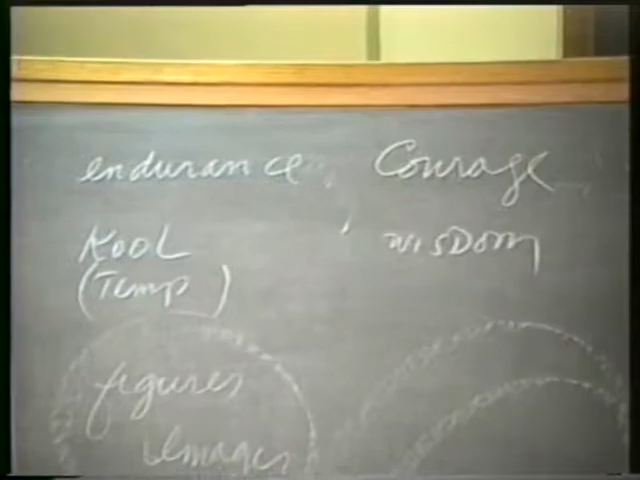 endurance, Courage
KOOL wisdom
(Temp)
figures
Images